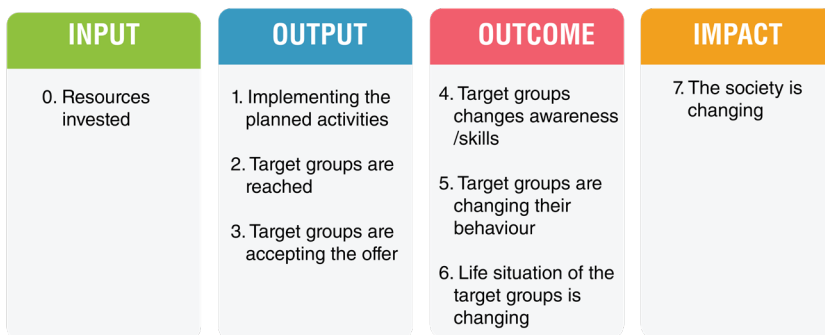 INPUT
0. Resources
invested
OUTPUT
1. Implementing the
planned activities
2. Target groups are
reached
3. Target groups are
accepting the offer
OUTCOME
4. Target groups
changes awareness
/skills
5. Target groups are
changing their
behaviour
6. Life situation of the
target groups is
changing
IMPACT
7. The society is
changing